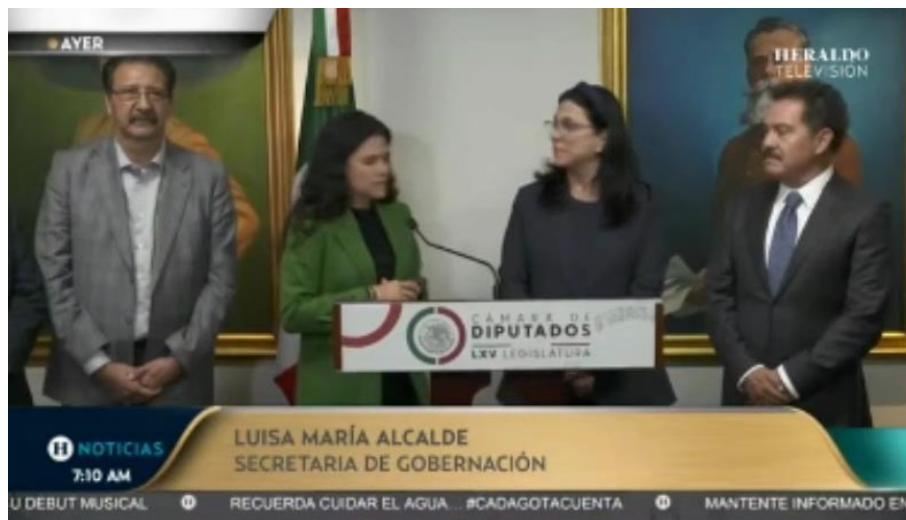 AYER
HERALDO
TELEVISIÓN
CÁMARA DE
DIPUTADOS
LXV LEGISLATURA
H NOTICIAS
7:10 AM
LUISA MARÍA ALCALDE
SECRETARIA DE GOBERNACIÓN
U DEBUT MUSICAL H RECUERDA CUIDAR EL AGUA... #CADAGOTACUENTA H MANTENTE INFORMADO EN